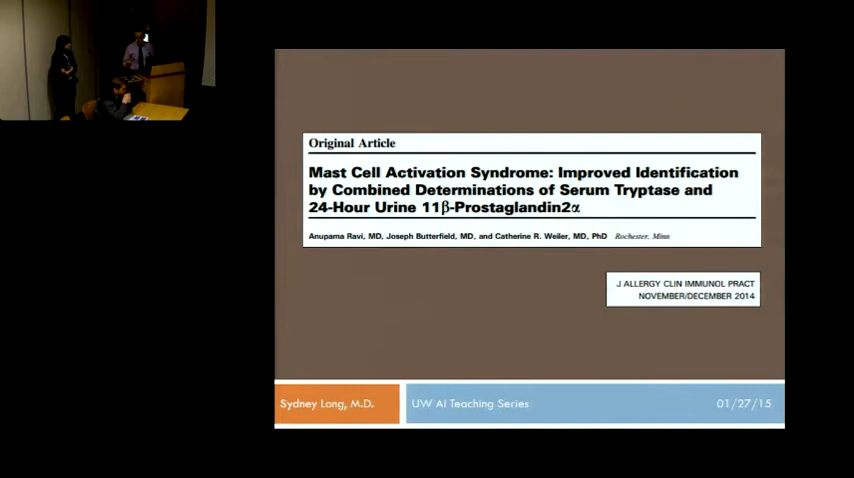 Original Article
Mast Cell Activation Syndrome: Improved Identification
by Combined Determinations of Serum Tryptase and
24-Hour Urine 11β-Prostaglandin2α
Anupama Ravi, MD, Joseph Butterfield, MD, and Catherine R. Weiler, MD, PhD Rochester, Minn
J ALLERGY CLIN IMMUNOL PRACT
NOVEMBER/DECEMBER 2014
Sydney Long, M.D. UW AI Teaching Series 01/27/15